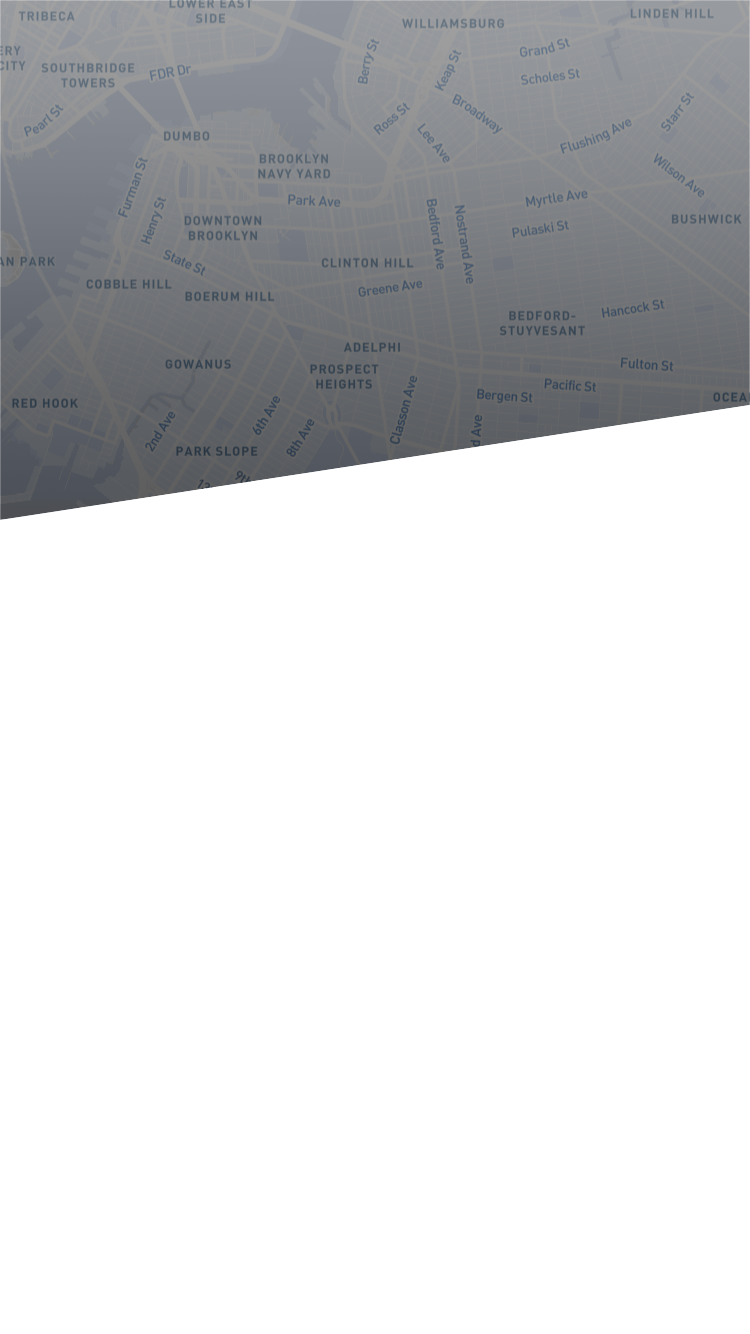 LOWER EAST
SIDE
TRIBECA
WILLIAMSBURG
LINDEN HILL
ERY
CITY
SOUTHBRIDGE
TOWERS
FDR Dr
Berry St
Keap St
Grand St
Scholes St
Pearl St
Ross St
Broadway
Starr St
DUMBO
Lee Ave
Flushing Ave
BROOKLYN
NAVY YARD
Wilson Ave
Furman St
Henry St
Park Ave
Myrtle Ave
DOWNTOWN
BROOKLYN
Bedford Ave
Nostrand Ave
Pulaski St
BUSHWICK
AN PARK
State St
CLINTON HILL
COBBLE HILL
BOERUM HILL
Greene Ave
BEDFORD-
STUYVESANT
Hancock St
ADELPHI
GOWANUS
PROSPECT
HEIGHTS
Fulton St
RED HOOK
Pacific St
Bergen St
OCEA
2nd Ave
6th Ave
8th Ave
Classon Ave
d Ave
PARK SLOPE